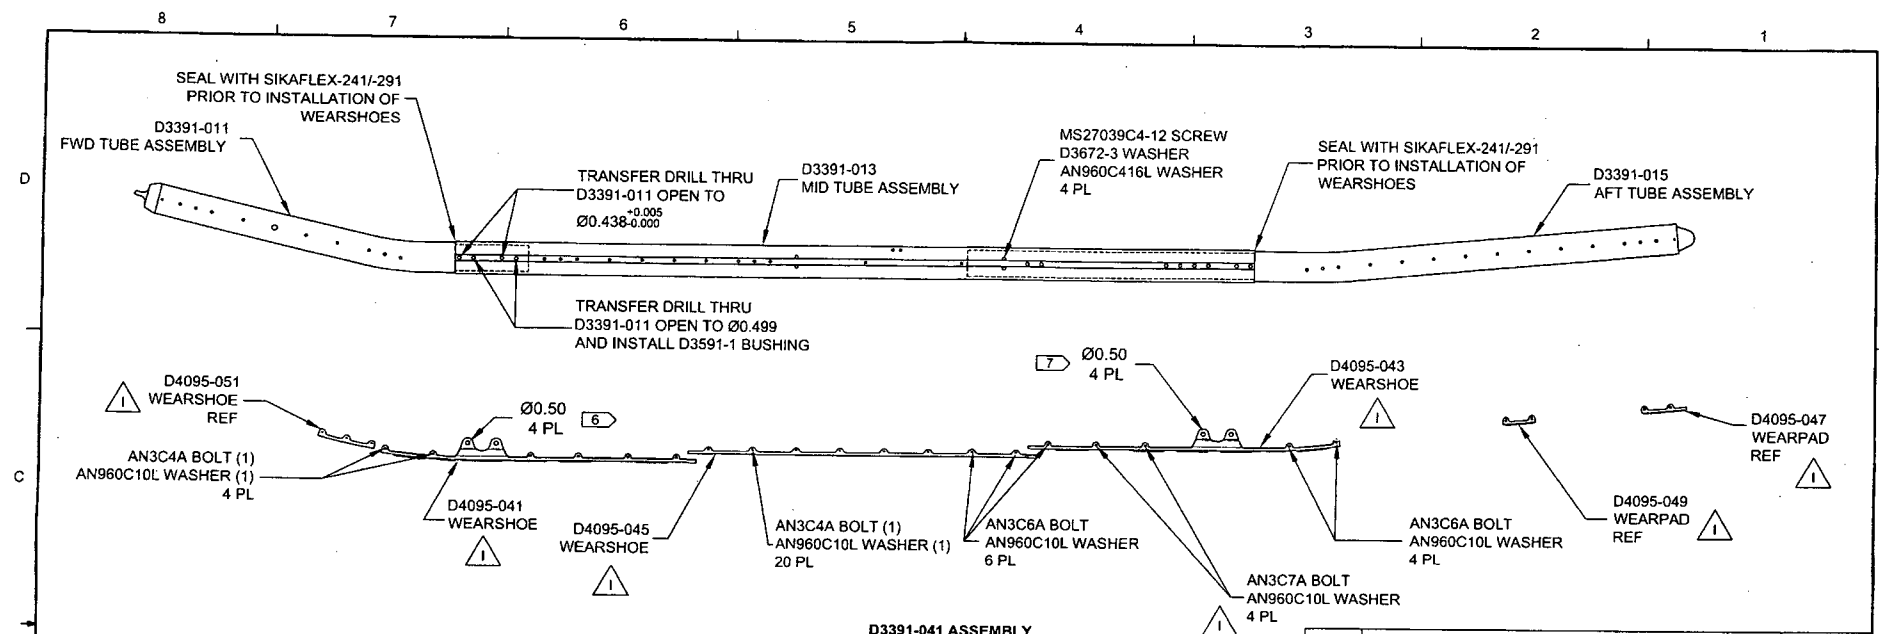 8 7 6 5 4 3 2 1
SEAL WITH SIKAFLEX-241/-291
PRIOR TO INSTALLATION OF
WEARSHOES
D3391-011
FWD TUBE ASSEMBLY
TRANSFER DRILL THRU
D3391-011 OPEN TO
Ø0.438+0.005-0.000
D3391-013
MID TUBE ASSEMBLY
MS27039C4-12 SCREW
D3672-3 WASHER
AN960C416L WASHER
4 PL
SEAL WITH SIKAFLEX-241/-291
PRIOR TO INSTALLATION OF
WEARSHOES
D3391-015
AFT TUBE ASSEMBLY
D
TRANSFER DRILL THRU
D3391-011 OPEN TO Ø0.499
AND INSTALL D3591-1 BUSHING
D4095-051
WEARSHOE
REF
1
Ø0.50
4 PL
6
7
Ø0.50
4 PL
D4095-043
WEARSHOE
1
D4095-047
WEARPAD
REF
1
C
AN3C4A BOLT (1)
AN960C10L WASHER (1)
4 PL
D4095-041
WEARSHOE
1
D4095-045
WEARSHOE
1
AN3C4A BOLT (1)
AN960C10L WASHER (1)
20 PL
AN3C6A BOLT
AN960C10L WASHER
6 PL
AN3C7A BOLT
AN960C10L WASHER
4 PL
1
AN3C6A BOLT
AN960C10L WASHER
4 PL
D4095-049
WEARPAD
REF
1
D3391-041 ASSEMBLY